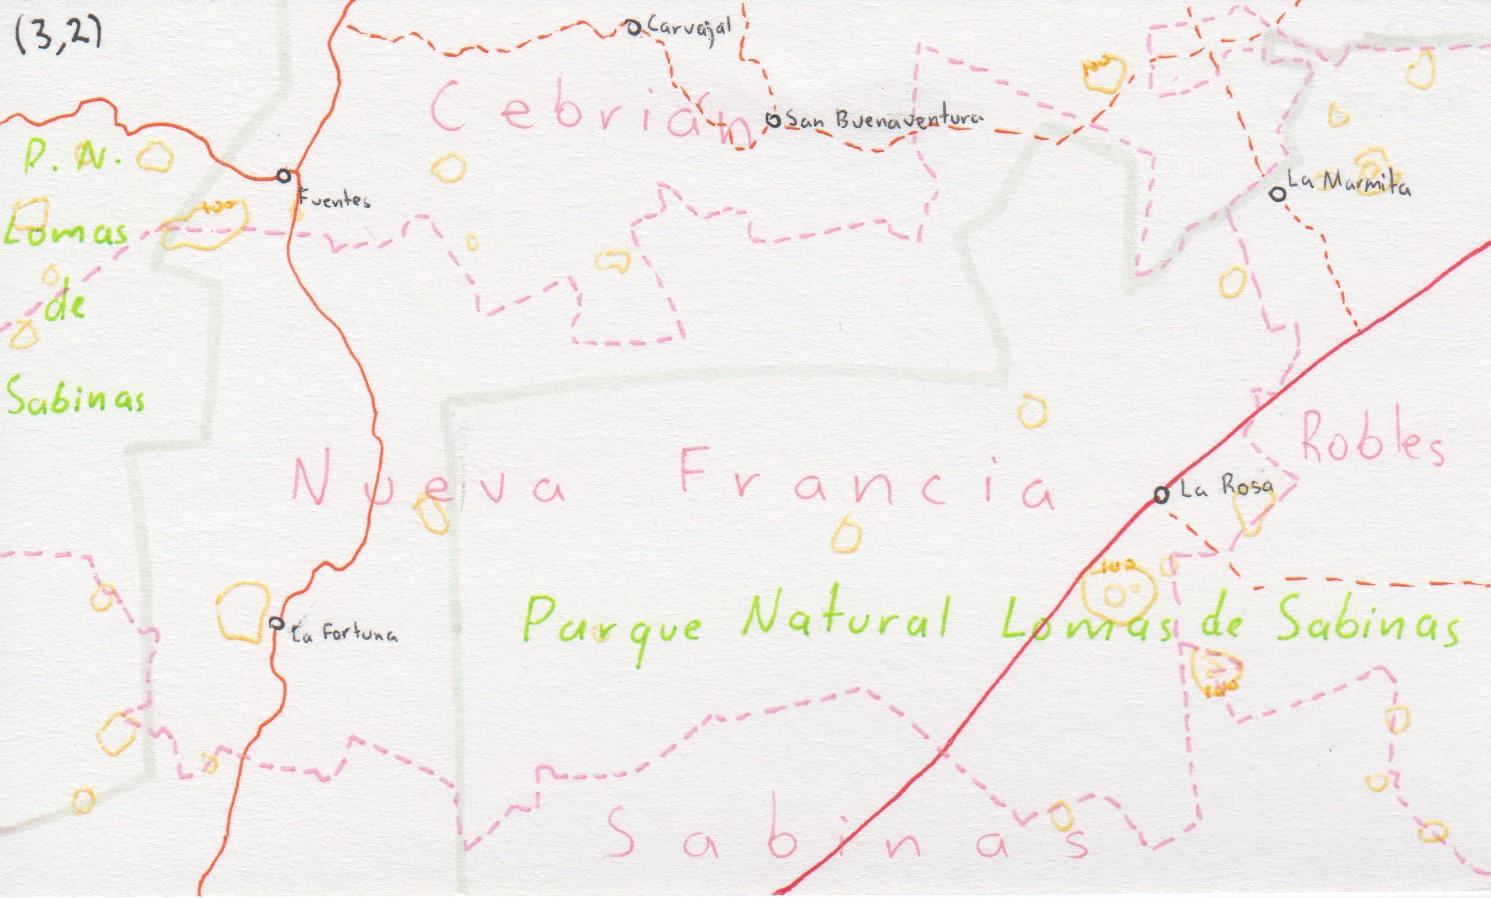 (3,2)
Carvajal
Cebrián
San Buenaventura
100
P. N.
Lomas
de
Sabinas
Fuentes
100
La Marmita
Nueva Francia
Robles
La Rosa
100
La Fortuna
Parque Natural Lomas de Sabinas
100
Sabinas